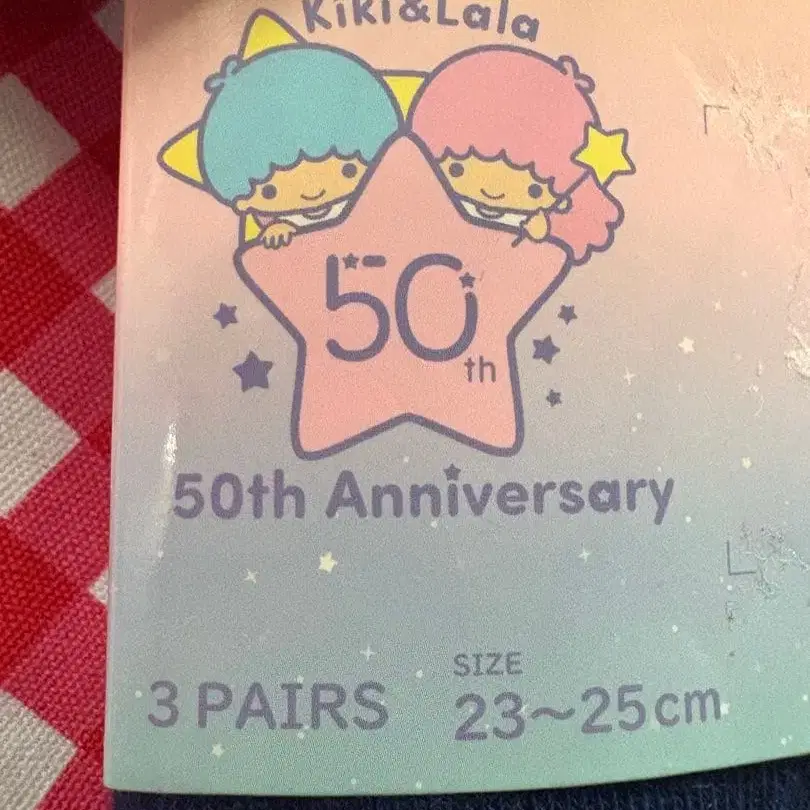 Kiki&Lala
50th
50th Anniversary
3 PAIRS
SIZE
23~25cm